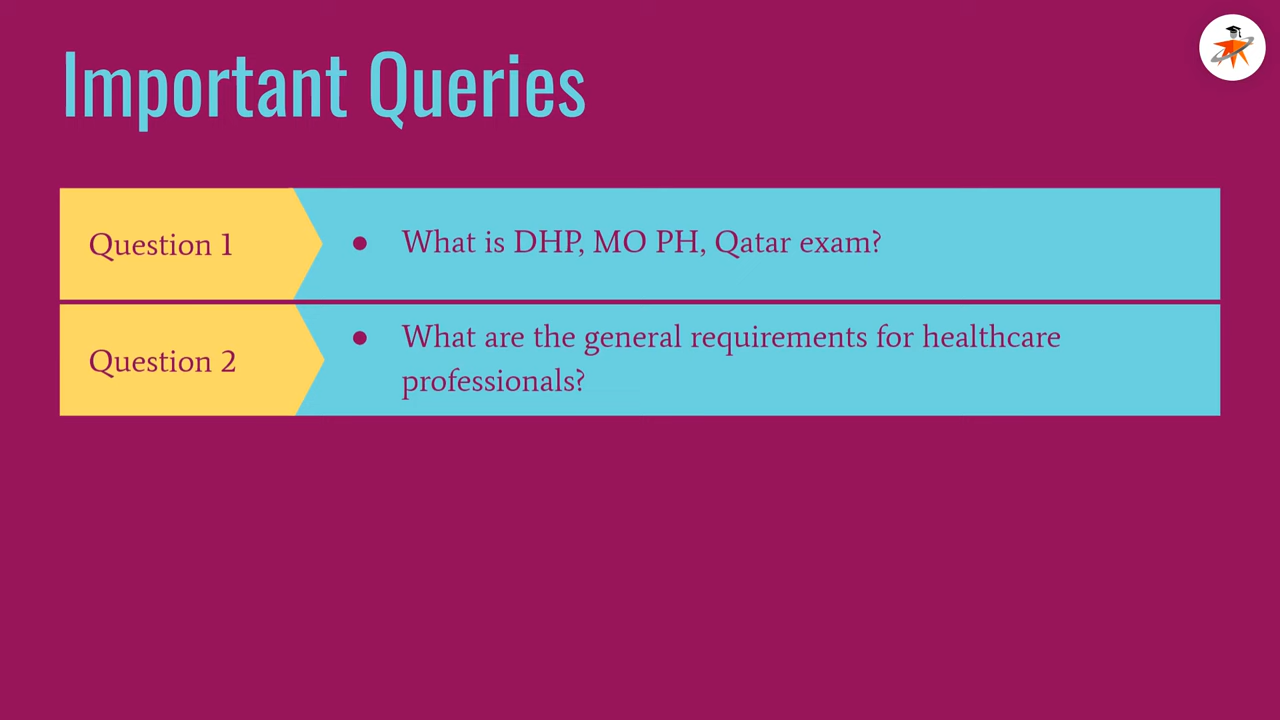 Important Queries
Question 1
● What is DHP, MO PH, Qatar exam?
Question 2
● What are the general requirements for healthcare
professionals?